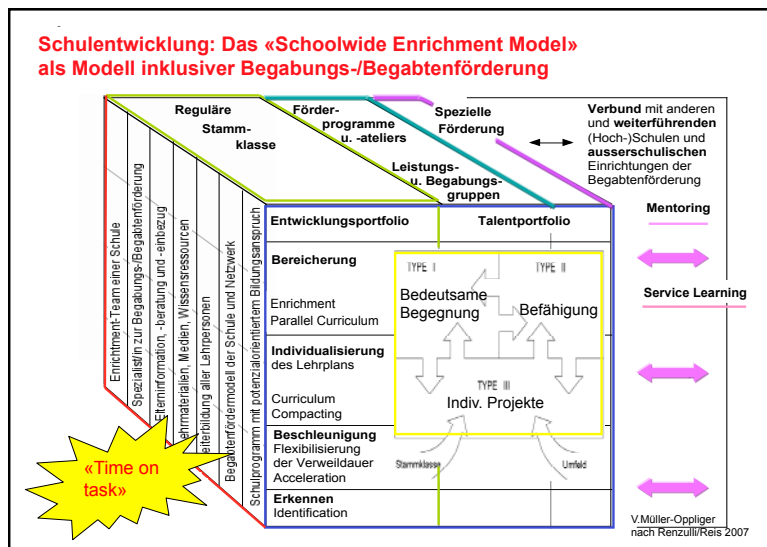 Schulentwicklung: Das «Schoolwide Enrichment Model»
als Modell inklusiver Begabungs-/Begabtenförderung
Reguläre
Stamm-
klasse
Förder-
programme
u. -ateliers
Spezielle
Förderung
Leistungs-
u. Begabungs-
gruppen
Verbund mit anderen
und weiterführenden
(Hoch-)Schulen und
ausserschulischen
Einrichtungen der
Begabtenförderung
Enrichtment-Team einer Schule
Spezialist/in zur Begabungs-/Begabtenförderung
Elterninformation, -beratung und -einbezug
ehrmaterialien, Medien, Wissensressourcen
eiterbildung aller Lehrpersonen
Begabtenfördermodell der Schule und Netzwerk
Schulprogramm mit potenzialorientiertem Bildungsanspruch
Entwicklungsportfolio
Talentportfolio
Mentoring
Bereicherung
Enrichment
Parallel Curriculum
TYPE I
TYPE II
Bedeutsame
Begegnung
Befähigung
Service Learning
Individualisierung
des Lehrplans
Curriculum
Compacting
TYPE III
Indiv. Projekte
Beschleunigung
Flexibilisierung
der Verweildauer
Acceleration
Stammklasse
Umfeld
Erkennen
Identification
«Time on
task»
V.Müller-Oppliger
nach Renzulli/Reis 2007